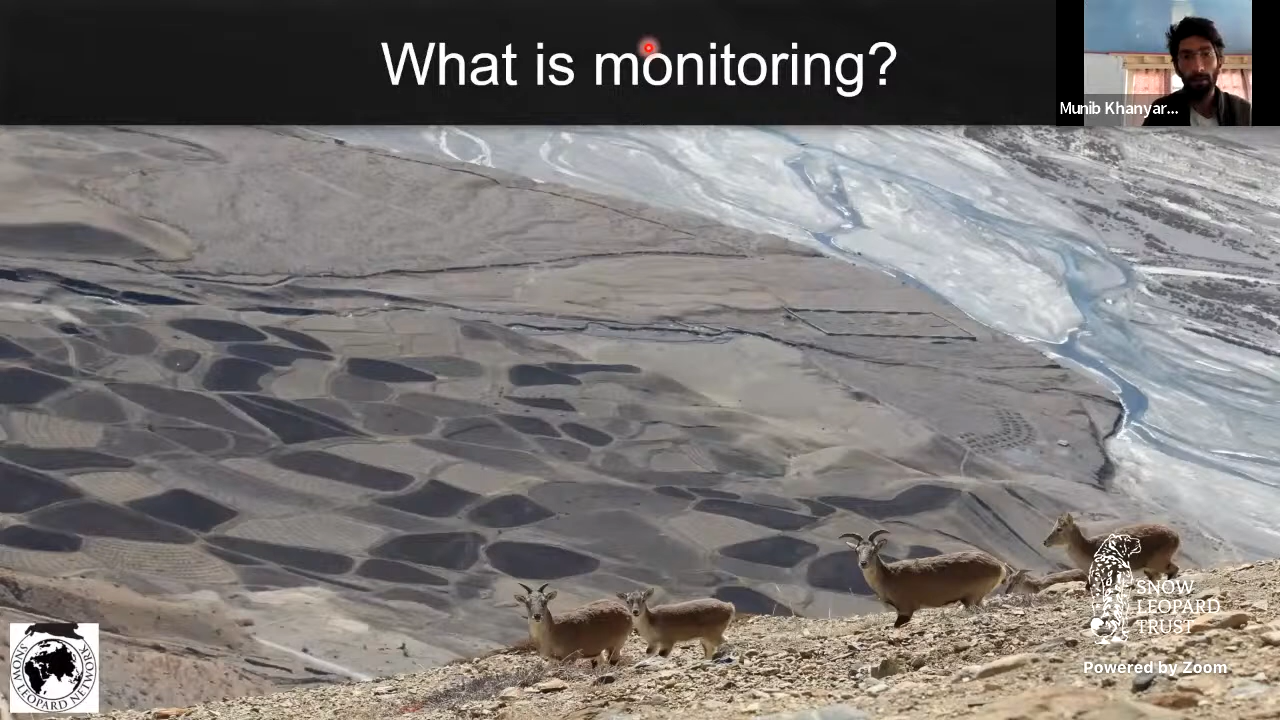 What is monitoring?
Munib Khanyar...
SNOW
LEOPARD
TRUST
Powered by Zoom
SNOW LEOPARD NETWORK